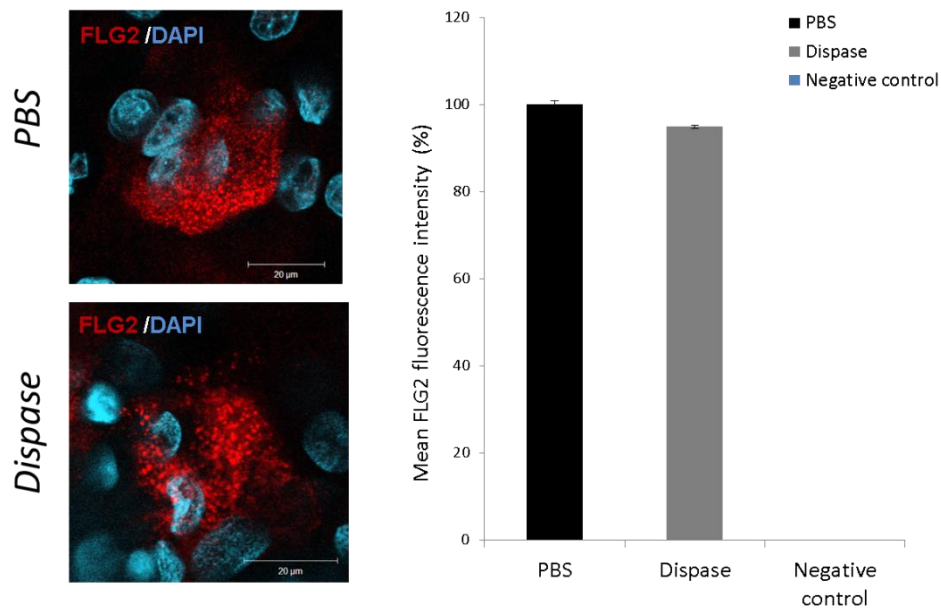 PBS
FLG2 /DAPI
20 µm
Dispase
FLG2 /DAPI
20 µm
Mean FLG2 fluorescence intensity (%)
120
100
80
60
40
20
0
PBS
Dispase
Negative control
PBS
Dispase
Negative
control